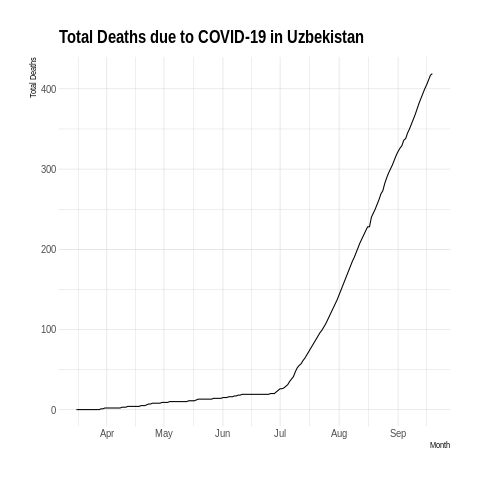 Total Deaths due to COVID-19 in Uzbekistan
Total Deaths
400
300
200
100
0
Apr May Jun Jul Aug Sep
Month